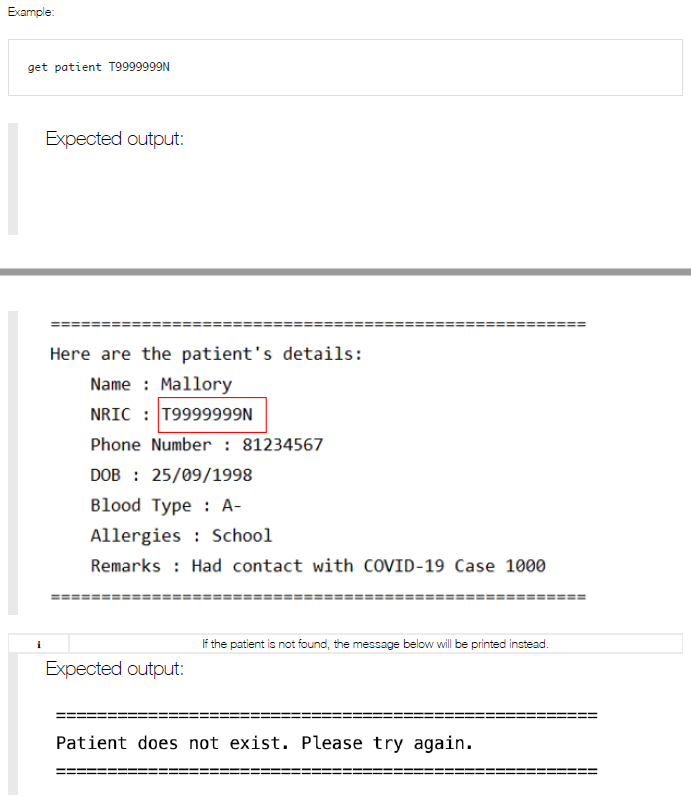 Example:
get patient T9999999N
Expected output:
=====================================================
Here are the patient's details:
Name : Mallory
NRIC : T9999999N
Phone Number : 81234567
DOB : 25/09/1998
Blood Type : A-
Allergies : School
Remarks : Had contact with COVID-19 Case 1000
=====================================================
i If the patient is not found, the message below will be printed instead.
Expected output:
=====================================================
Patient does not exist. Please try again.
=====================================================